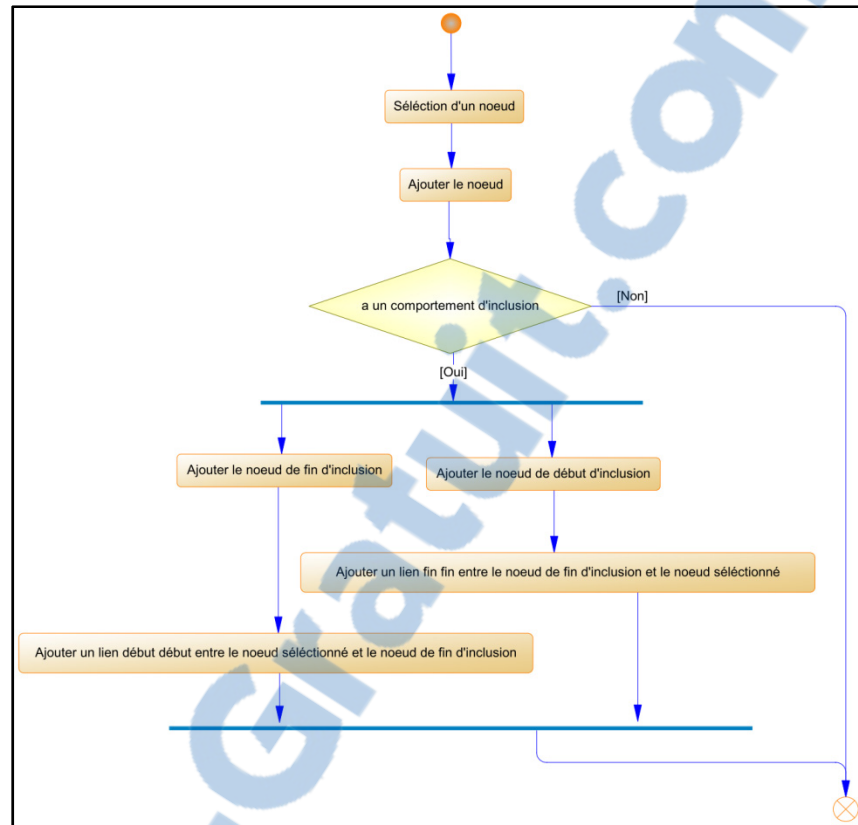 Séléction d'un noeud
Ajouter le noeud
a un comportement d'inclusion
[Non]
[Oui]
Ajouter le noeud de fin d'inclusion
Ajouter le noeud de début d'inclusion
Ajouter un lien fin fin entre le noeud de fin d'inclusion et le noeud séléctionné
Ajouter un lien début début entre le noeud séléctionné et le noeud de fin d'inclusion
Gratuit.com